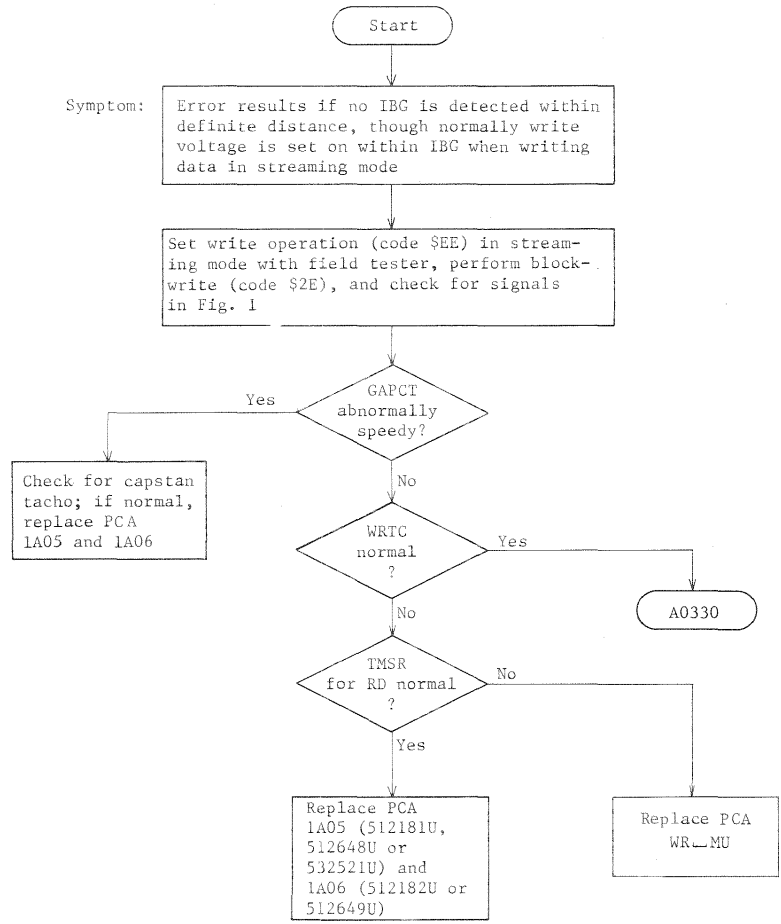 Start
Symptom:
Error results if no IBG is detected within
definite distance, though normally write
voltage is set on within IBG when writing
data in streaming mode
Set write operation (code $EE) in stream-
ing mode with field tester, perform block-
write (code $2E), and check for signals
in Fig. 1
GAPCT
abnormally
speedy?
Yes
Check for capstan
tacho; if normal,
replace PCA
1A05 and 1A06
No
WRTC
normal
?
Yes
A0330
No
TMSR
for RD normal
?
No
Yes
Replace PCA
1A05 (512181U,
512648U or
532521U) and
1A06 (512182U or
512649U)
Replace PCA
WR⎵MU